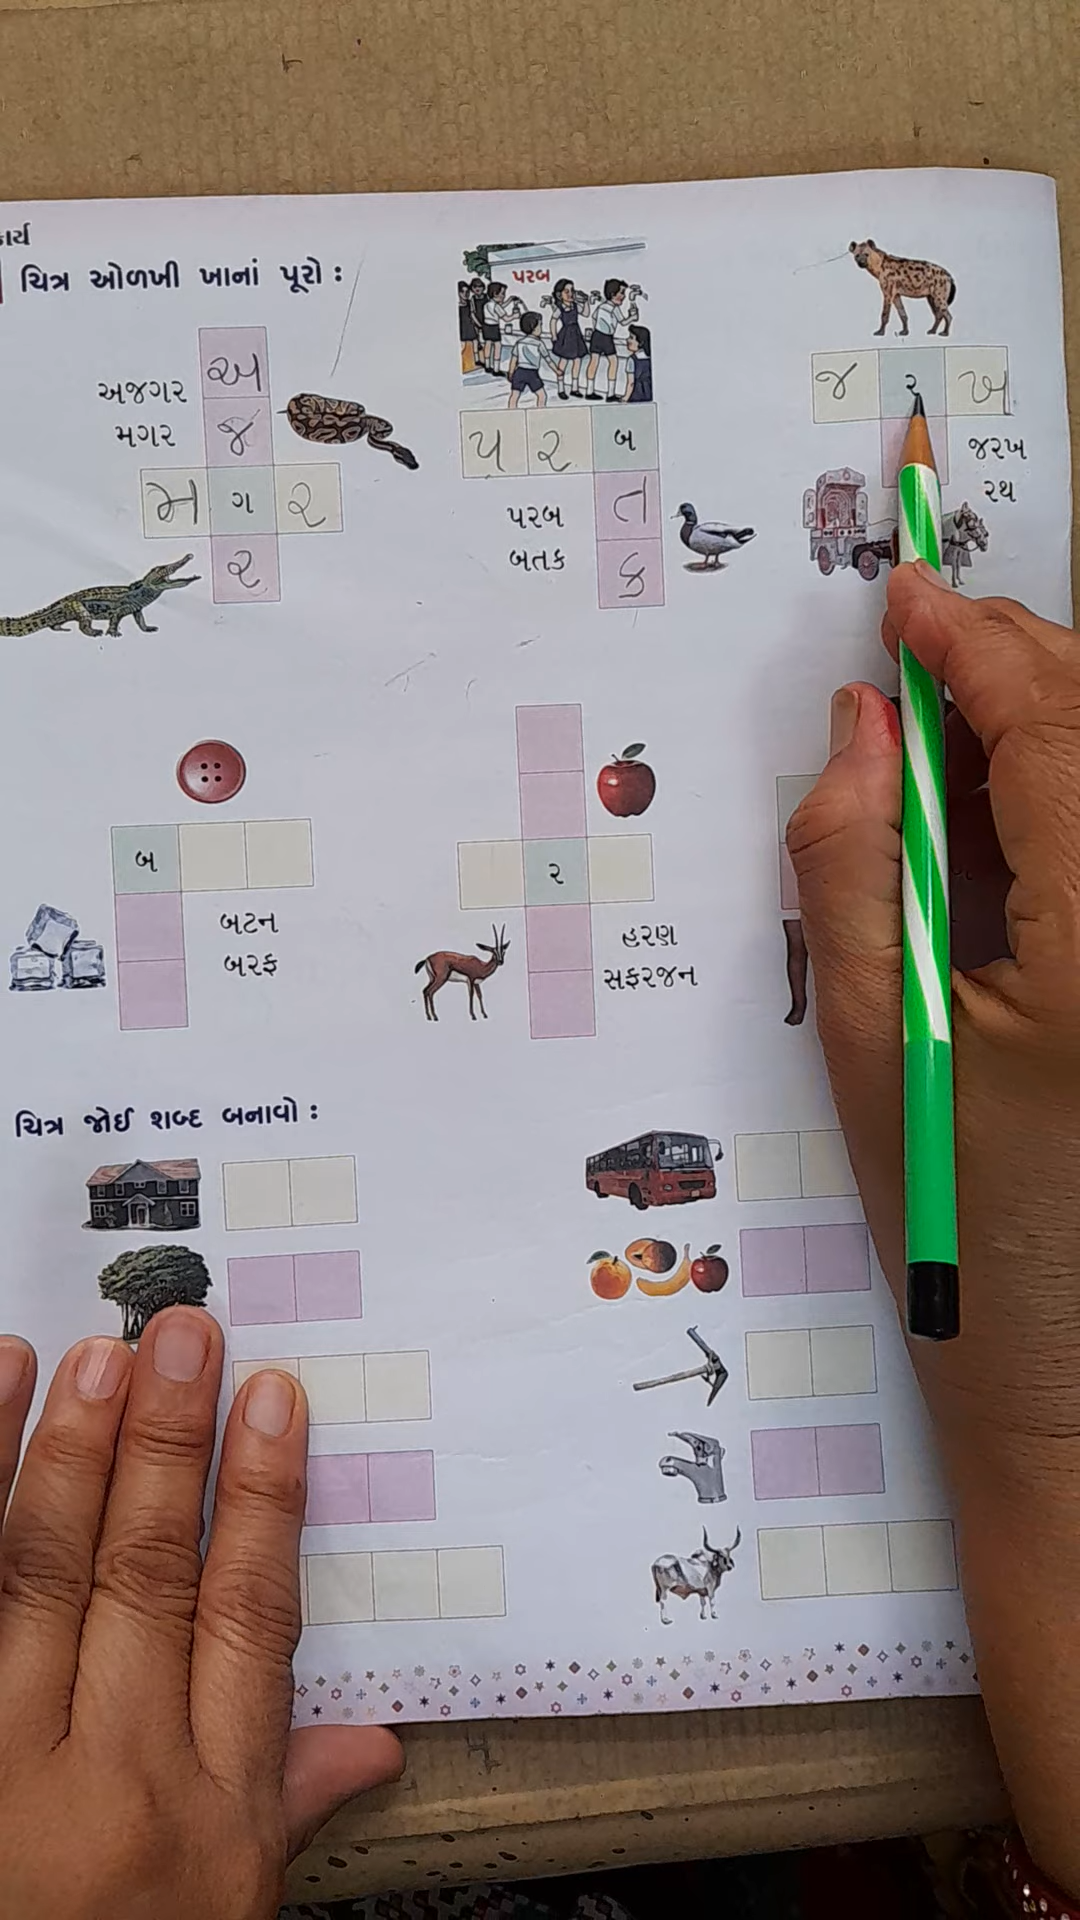 કાર્ય
ચિત્ર ઓળખી ખાનાં પૂરો :
પરબ
અ
અજગર
જ
મગર
મ ગ ર
ર
પ ર બ
પરબ
ત
બતક
ક
જ ર ખ
જરખ
રથ
બ
બટન
બરફ
ર
હરણ
સફરજન
ચિત્ર જોઈ શબ્દ બનાવો :